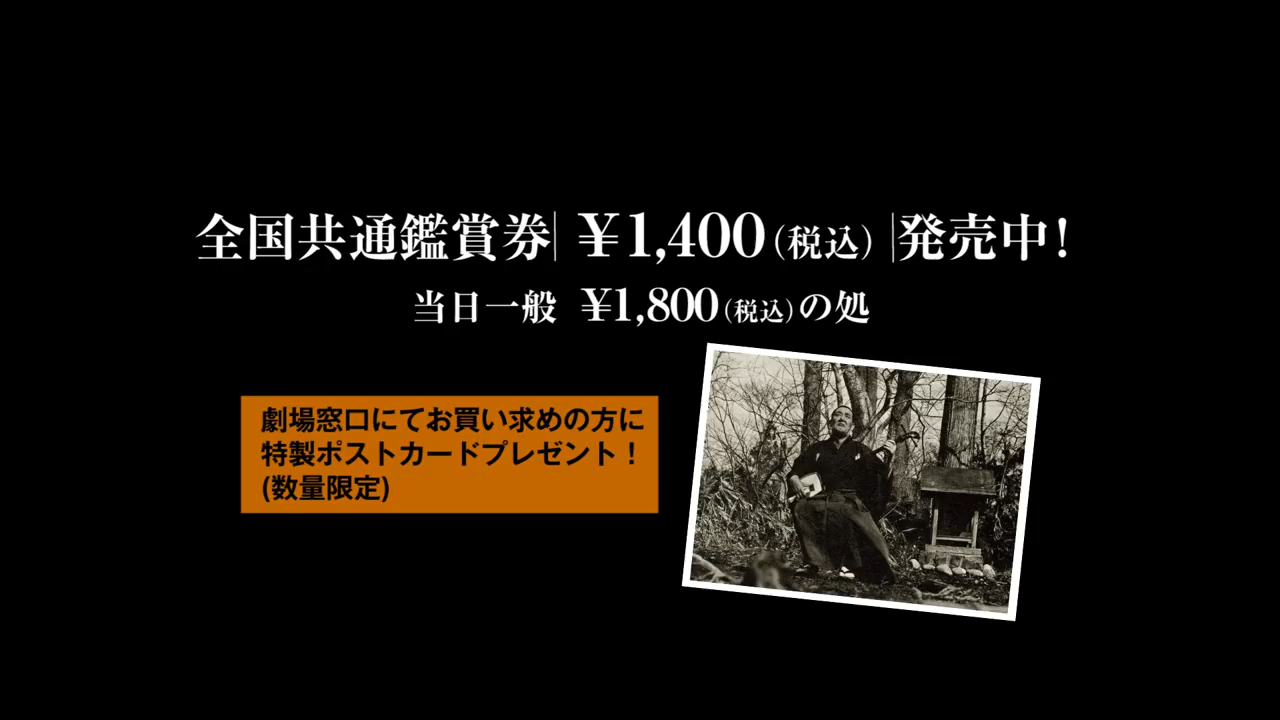 全国共通鑑賞券|¥1,400(税込)|発売中!
当日一般 ¥1,800(税込)の処
劇場窓口にてお買い求めの方に
特製ポストカードプレゼント!
(数量限定)